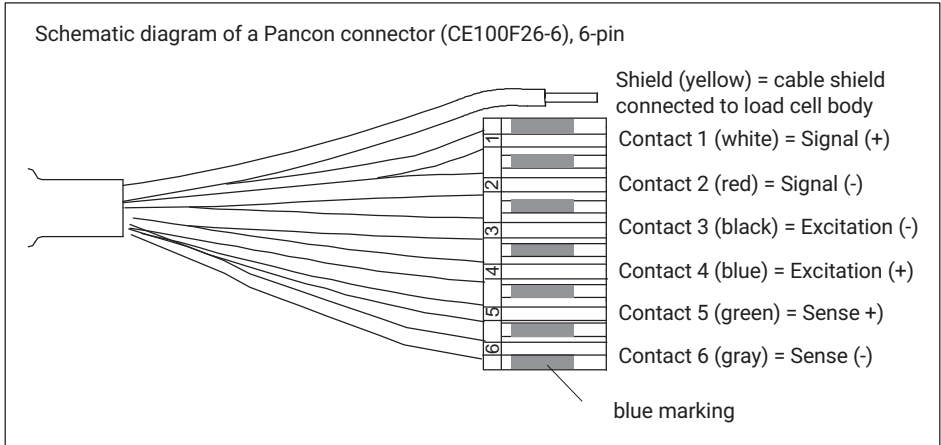 Schematic diagram of a Pancon connector (CE100F26-6), 6-pin
Shield (yellow) = cable shield
connected to load cell body
1
Contact 1 (white) = Signal (+)
2
Contact 2 (red) = Signal (-)
3
Contact 3 (black) = Excitation (-)
4
Contact 4 (blue) = Excitation (+)
5
Contact 5 (green) = Sense +)
6
Contact 6 (gray) = Sense (-)
blue marking